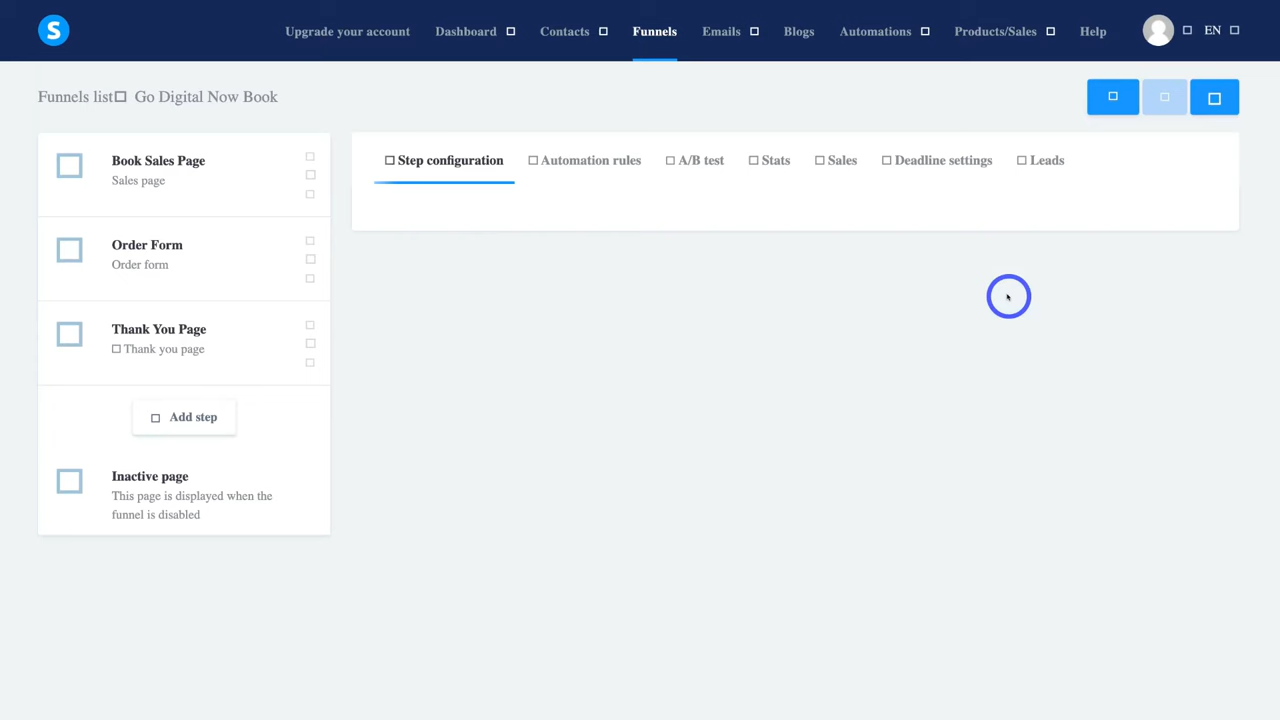 S
Upgrade your account Dashboard Contacts Funnels Emails Blogs Automations Products/Sales Help EN
Funnels list Go Digital Now Book
Book Sales Page
Sales page
Order Form
Order form
Thank You Page
Thank you page
Add step
Inactive page
This page is displayed when the
funnel is disabled
Step configuration Automation rules A/B test Stats Sales Deadline settings Leads